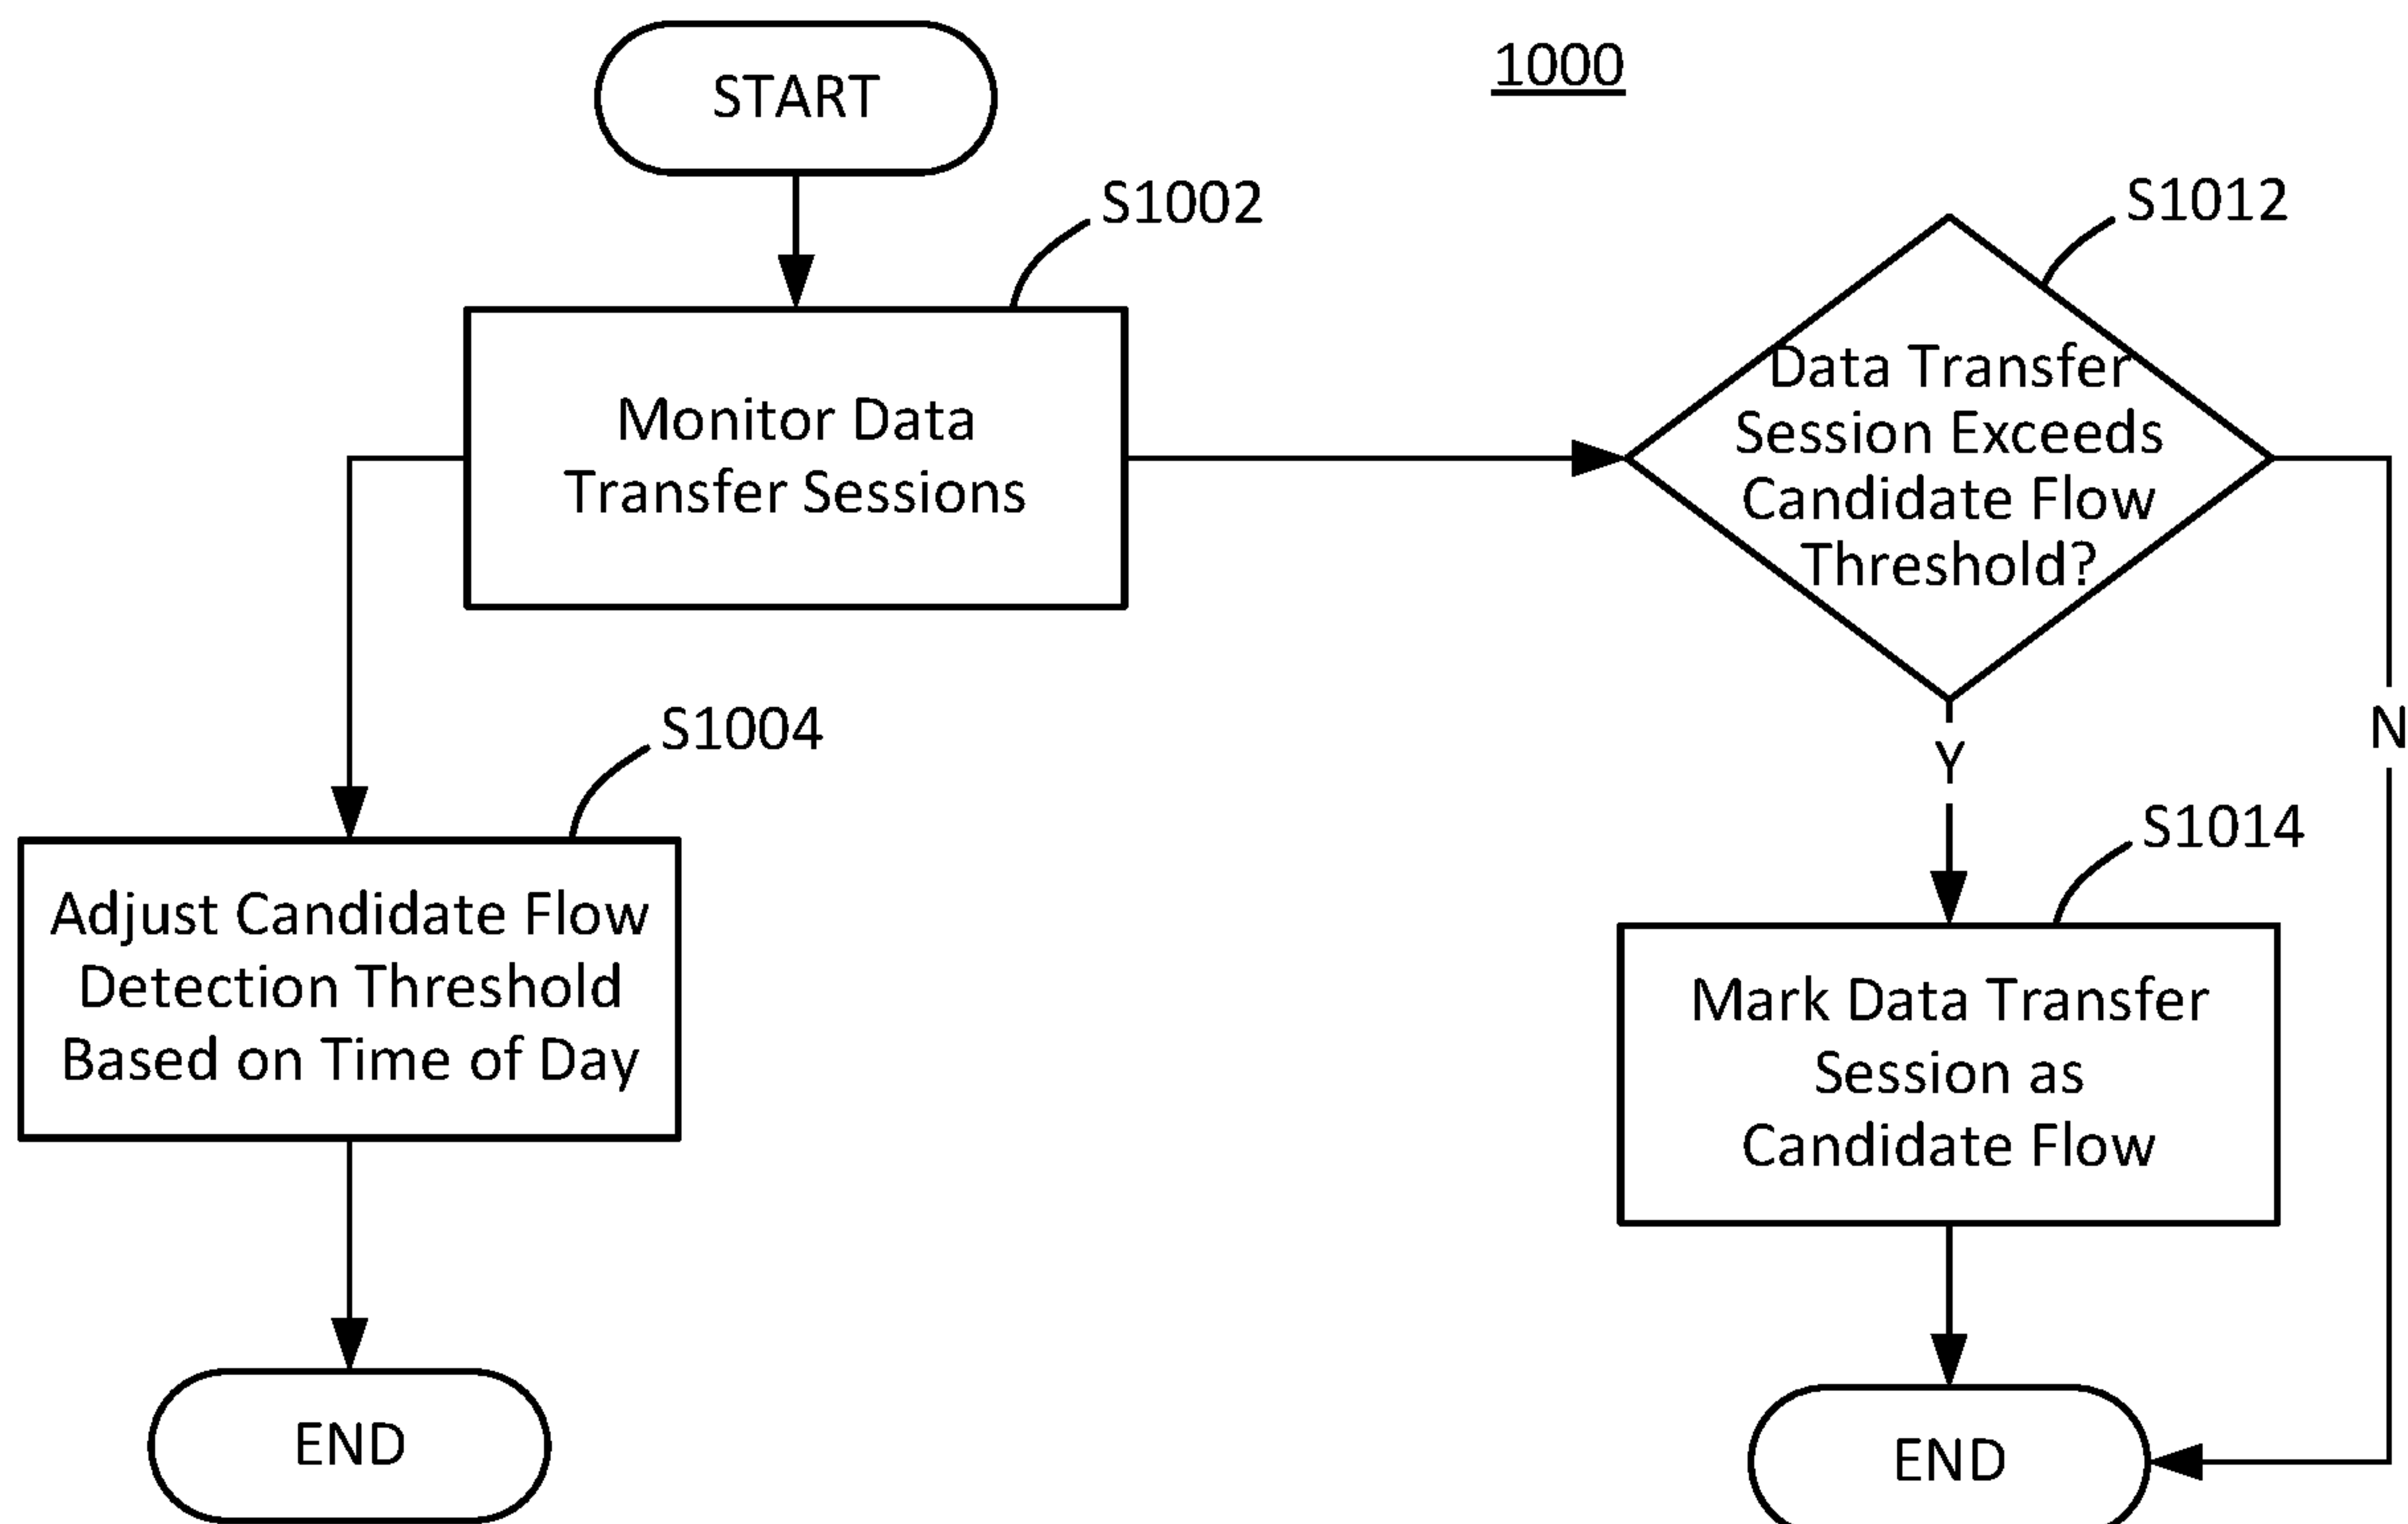 START
1000
S1002
Monitor Data
Transfer Sessions
S1012
Data Transfer
Session Exceeds
Candidate Flow
Threshold?
N
Y
S1004
Adjust Candidate Flow
Detection Threshold
Based on Time of Day
S1014
Mark Data Transfer
Session as
Candidate Flow
END
END